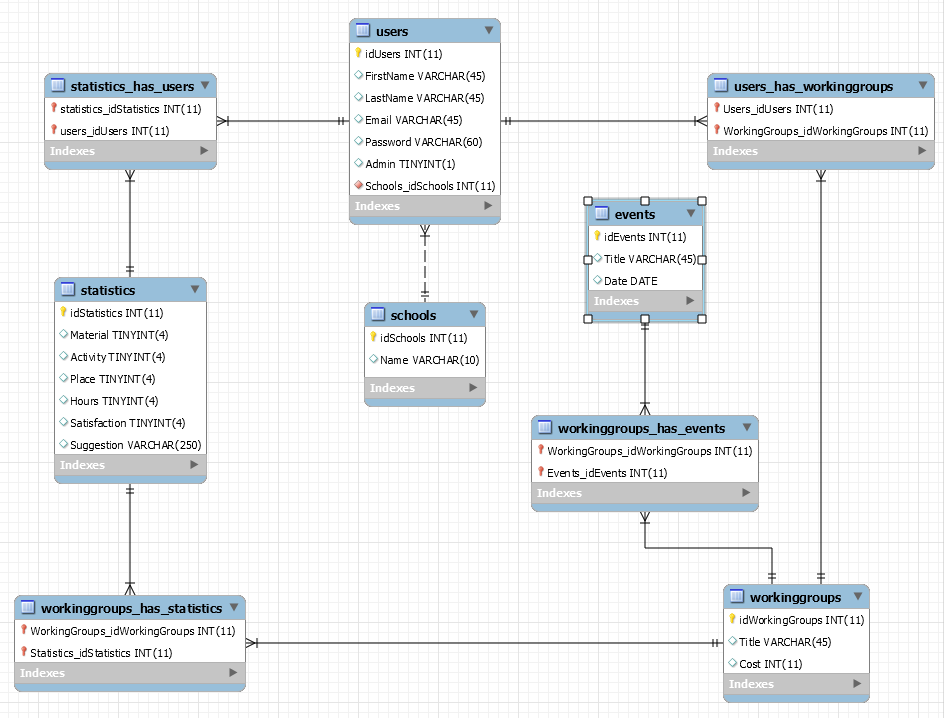 users
idUsers INT(11)
FirstName VARCHAR(45)
LastName VARCHAR(45)
Email VARCHAR(45)
Password VARCHAR(60)
Admin TINYINT(1)
Schools_idSchools INT(11)
Indexes
statistics_has_users
statistics_idStatistics INT(11)
users_idUsers INT(11)
Indexes
users_has_workinggroups
Users_idUsers INT(11)
WorkingGroups_idWorkingGroups INT(11)
Indexes
events
idEvents INT(11)
Title VARCHAR(45)
Date DATE
Indexes
statistics
idStatistics INT(11)
Material TINYINT(4)
Activity TINYINT(4)
Place TINYINT(4)
Hours TINYINT(4)
Satisfaction TINYINT(4)
Suggestion VARCHAR(250)
Indexes
schools
idSchools INT(11)
Name VARCHAR(10)
Indexes
workinggroups_has_events
WorkingGroups_idWorkingGroups INT(11)
Events_idEvents INT(11)
Indexes
workinggroups_has_statistics
WorkingGroups_idWorkingGroups INT(11)
Statistics_idStatistics INT(11)
Indexes
workinggroups
idWorkingGroups INT(11)
Title VARCHAR(45)
Cost INT(11)
Indexes